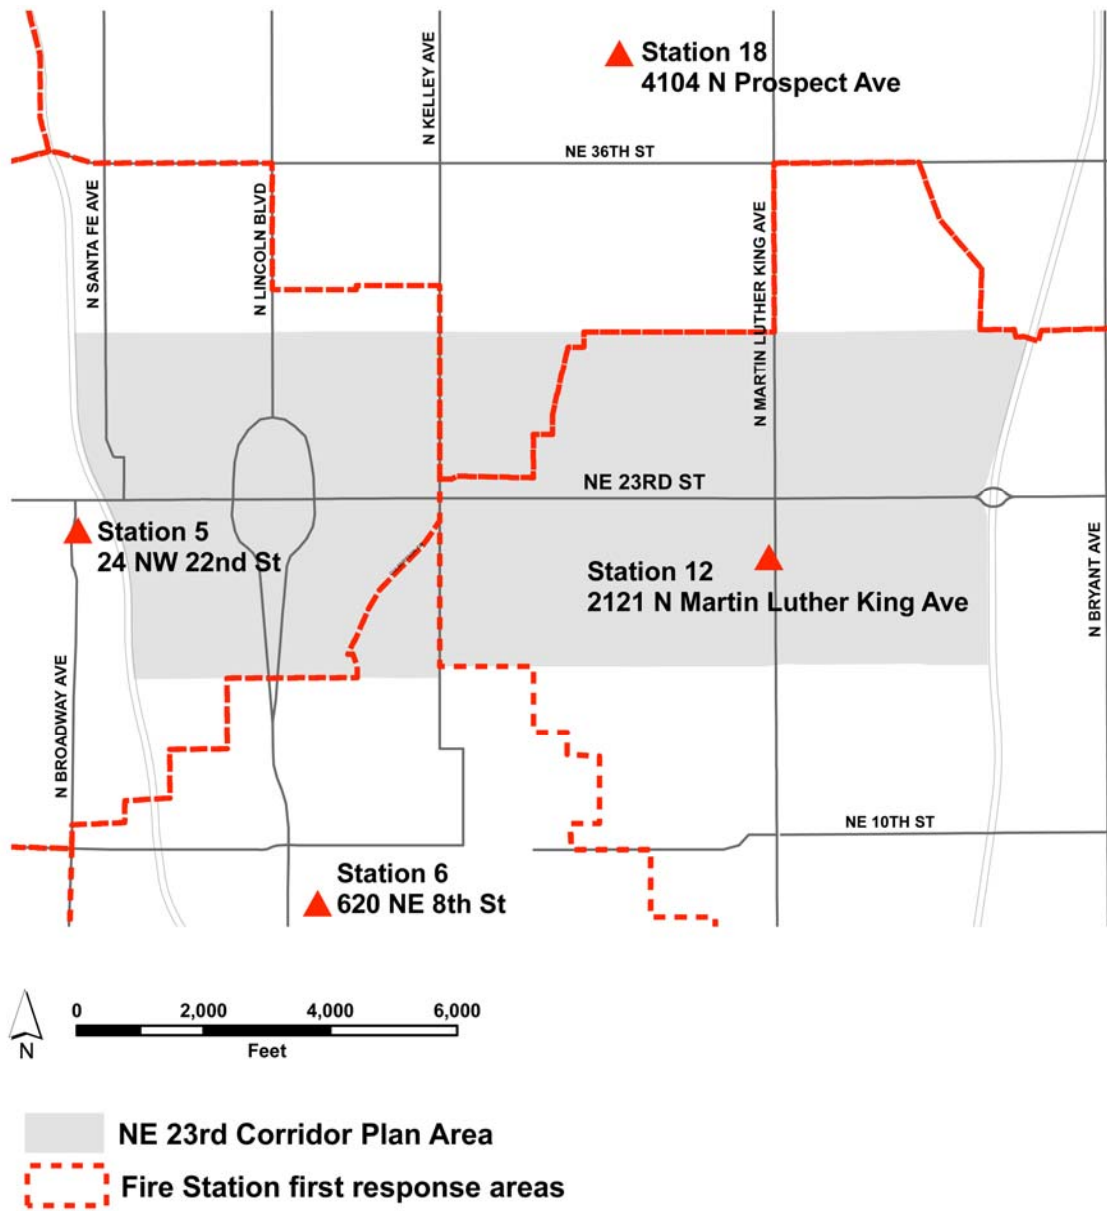 Station 18
4104 N Prospect Ave
N KELLEY AVE
NE 36TH ST
N SANTA FE AVE
N LINCOLN BLVD
N MARTIN LUTHER KING AVE
NE 23RD ST
Station 5
24 NW 22nd St
Station 12
2121 N Martin Luther King Ave
N BRYANT AVE
N BROADWAY AVE
NE 10TH ST
Station 6
620 NE 8th St
0 2,000 4,000 6,000
Feet
N
NE 23rd Corridor Plan Area
Fire Station first response areas